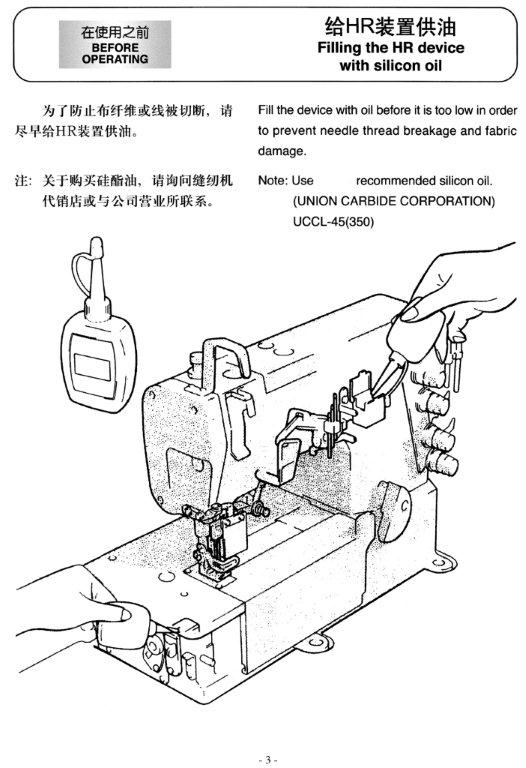 在使用之前
BEFORE
OPERATING
给HR装置供油
Filling the HR device
with silicon oil
为了防止布纤维或线被切断，请
尽早给HR装置供油。
Fill the device with oil before it is too low in order
to prevent needle thread breakage and fabric
damage.
注：关于购买硅酯油，请询问缝纫机
代销店或与公司营业所联系。
Note: Use recommended silicon oil.
(UNION CARBIDE CORPORATION)
UCCL-45(350)
- 3 -